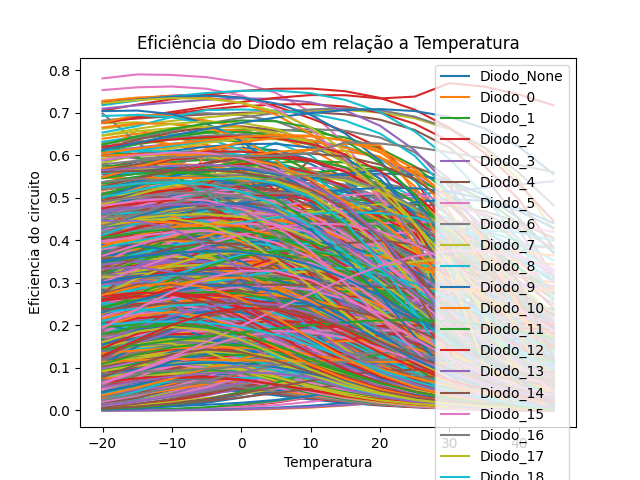 Eficiência do Diodo em relação a Temperatura
Eficiencia do circuito
0.8
0.7
0.6
0.5
0.4
0.3
0.2
0.1
0.0
−20
−10
0
10
20
30
40
Temperatura
Diodo_None
Diodo_0
Diodo_1
Diodo_2
Diodo_3
Diodo_4
Diodo_5
Diodo_6
Diodo_7
Diodo_8
Diodo_9
Diodo_10
Diodo_11
Diodo_12
Diodo_13
Diodo_14
Diodo_15
Diodo_16
Diodo_17
Diodo_18